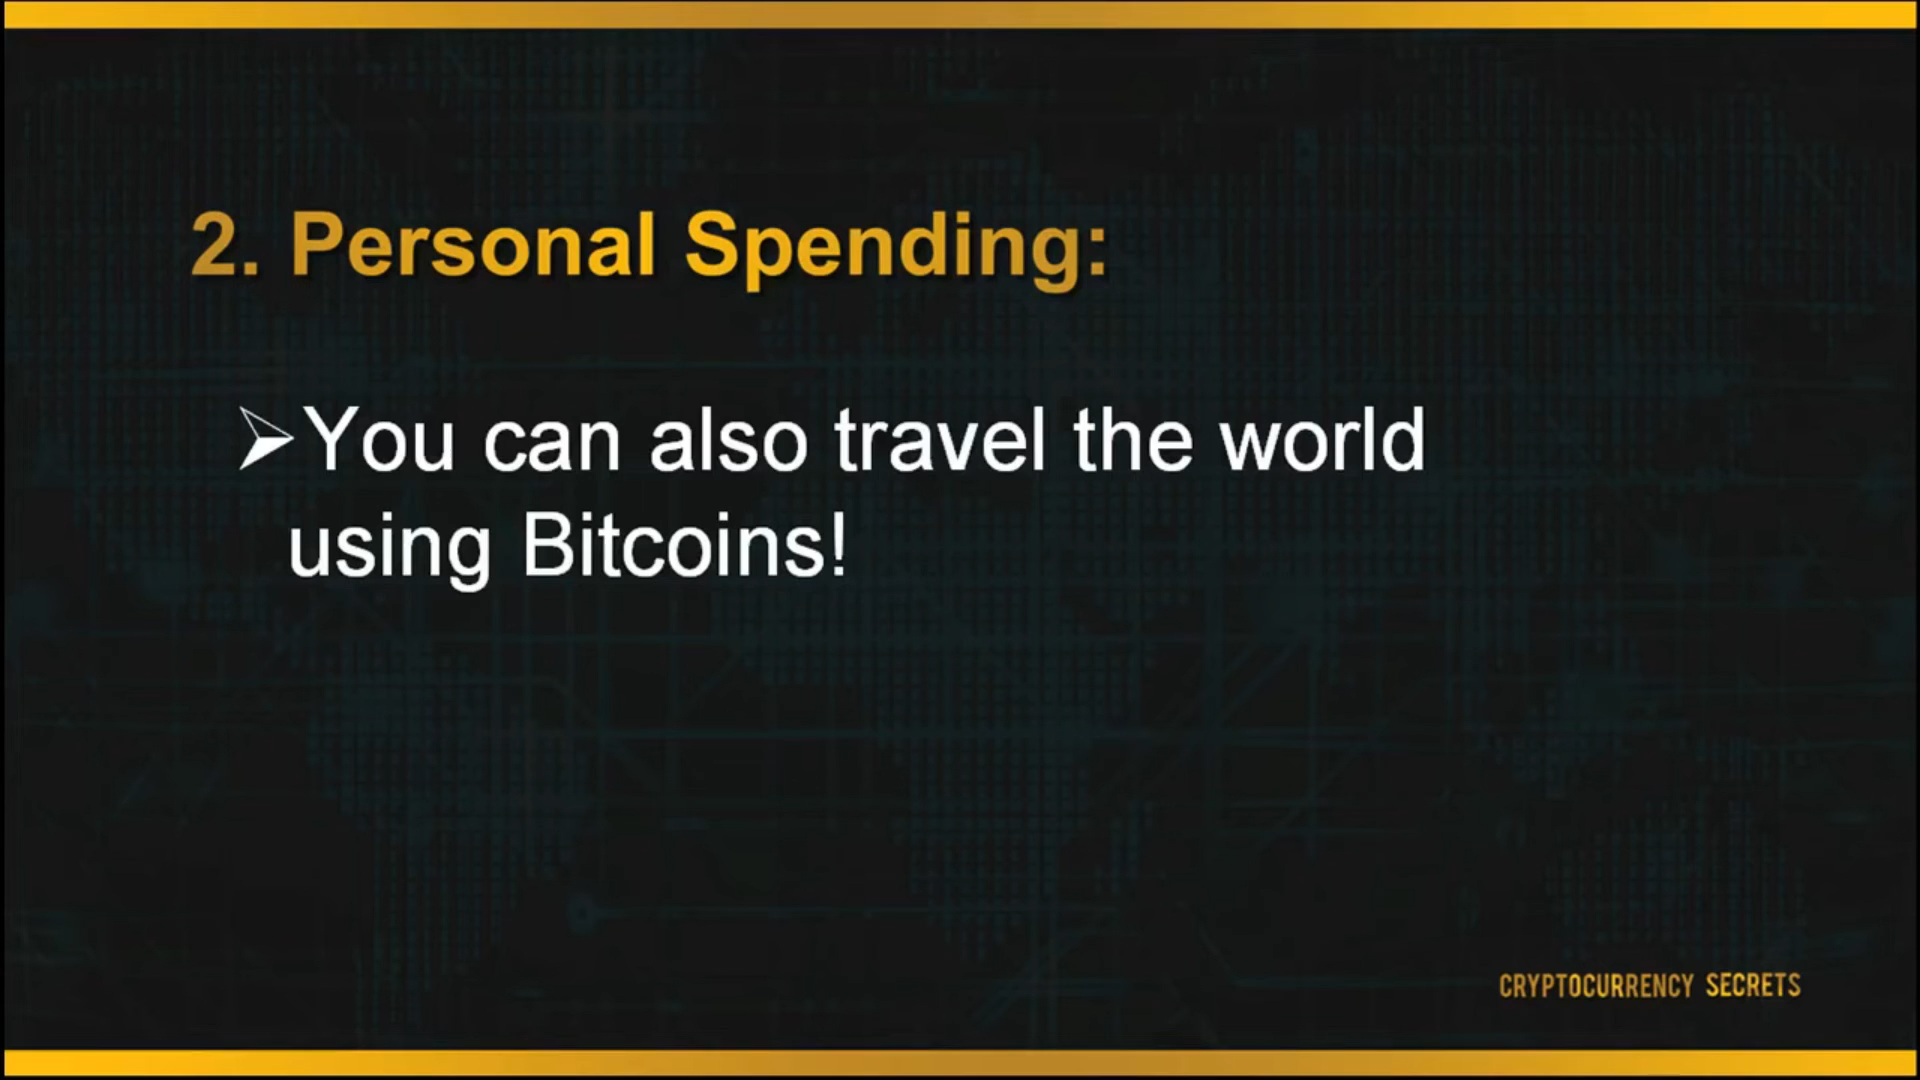 2. Personal Spending:
➢You can also travel the world
using Bitcoins!
CRYPTOCURRENCY SECRETS